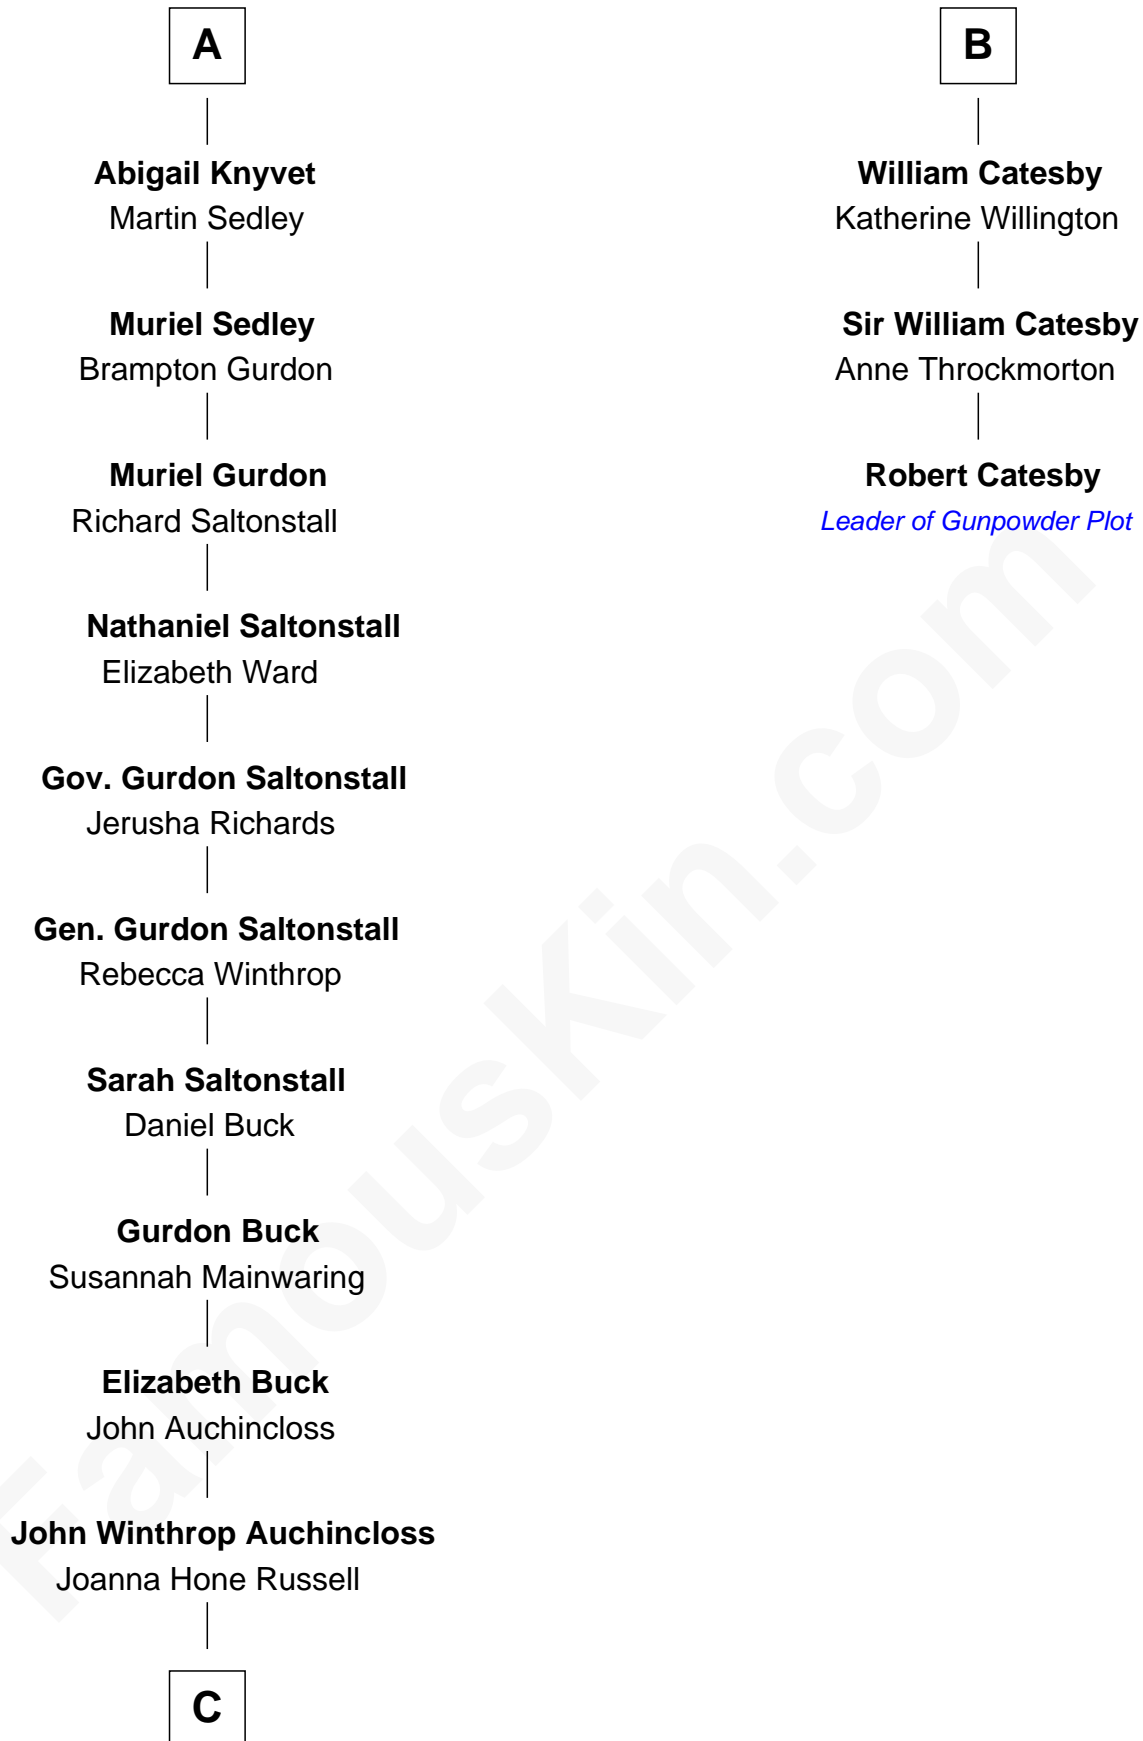 A
Abigail Knyvet
Martin Sedley
Muriel Sedley
Brampton Gurdon
Muriel Gurdon
Richard Saltonstall
Nathaniel Saltonstall
Elizabeth Ward
Gov. Gurdon Saltonstall
Jerusha Richards
Gen. Gurdon Saltonstall
Rebecca Winthrop
Sarah Saltonstall
Daniel Buck
Gurdon Buck
Susannah Mainwaring
Elizabeth Buck
John Auchincloss
John Winthrop Auchincloss
Joanna Hone Russell
C
B
William Catesby
Katherine Willington
Sir William Catesby
Anne Throckmorton
Robert Catesby
Leader of Gunpowder Plot
FamousKin.com